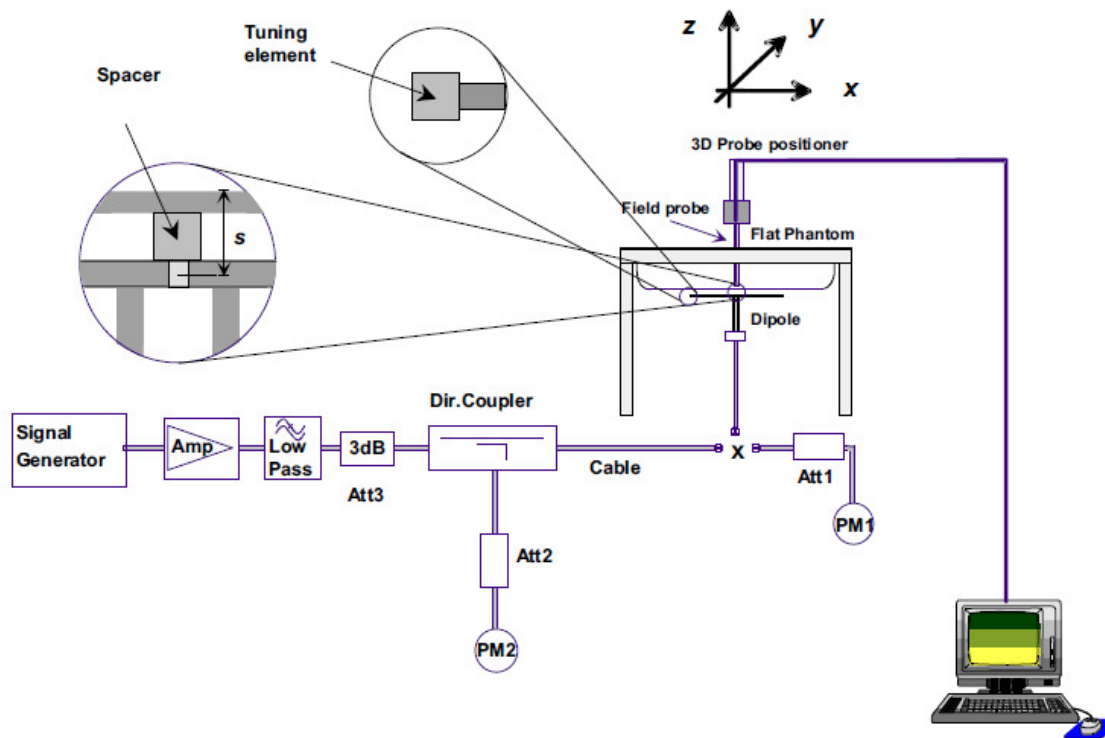 Tuning
element
Spacer
s
z
y
x
3D Probe positioner
Field probe
Flat Phantom
Dipole
Dir.Coupler
Signal
Generator
Amp
Low
Pass
3dB
Att3
Cable
X
Att1
PM1
Att2
PM2